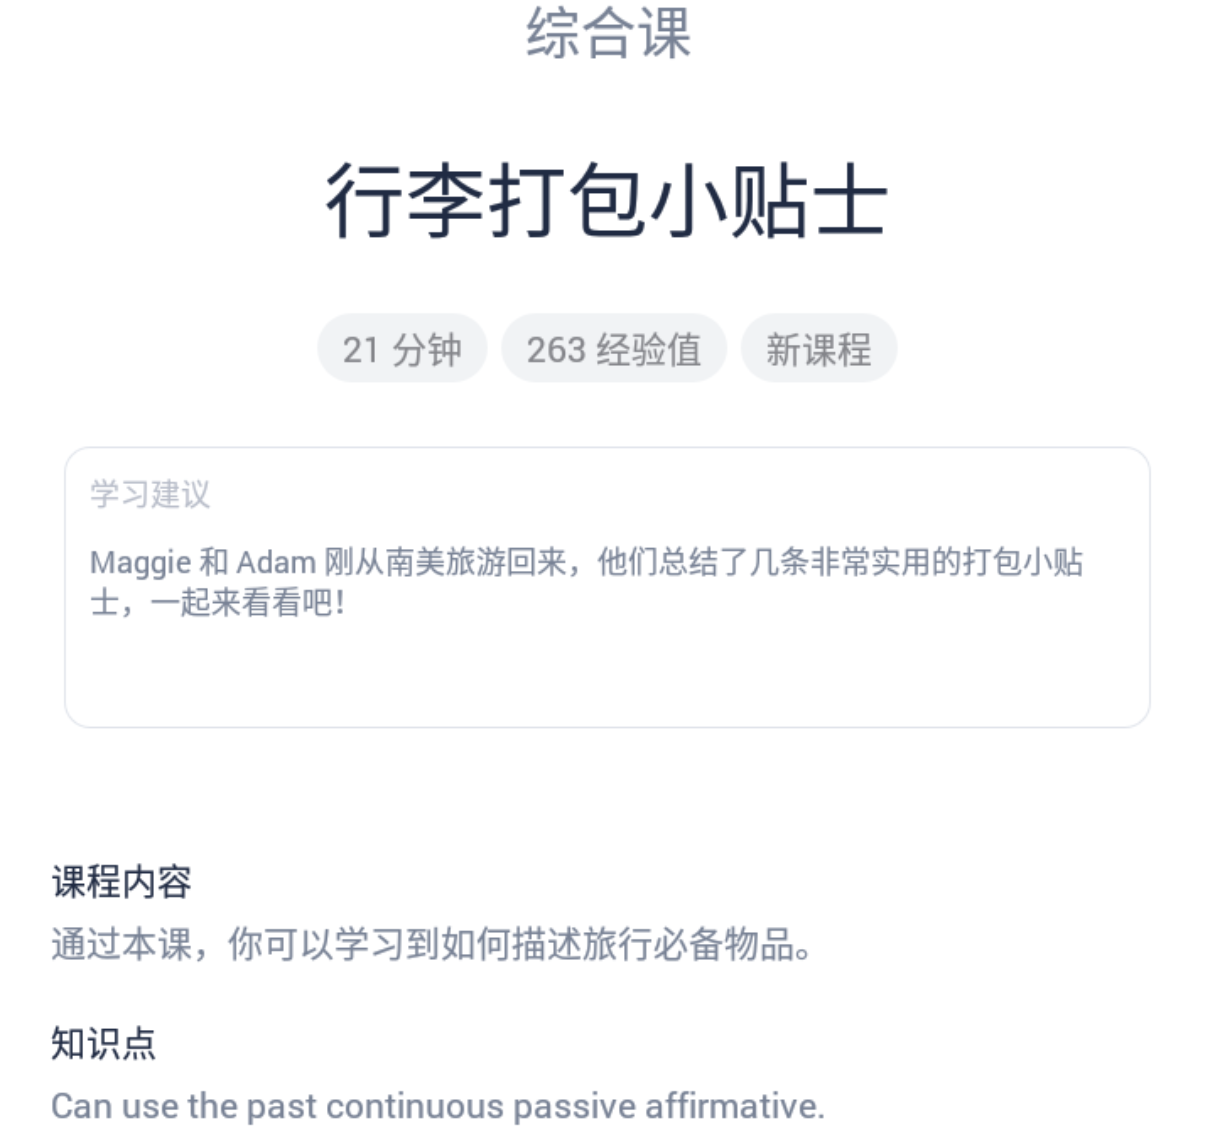 综合课
行李打包小贴士
21 分钟
263 经验值
新课程
学习建议
Maggie 和 Adam 刚从南美旅游回来，他们总结了几条非常实用的打包小贴
士，一起来看看吧！
课程内容
通过本课，你可以学习到如何描述旅行必备物品。
知识点
Can use the past continuous passive affirmative.